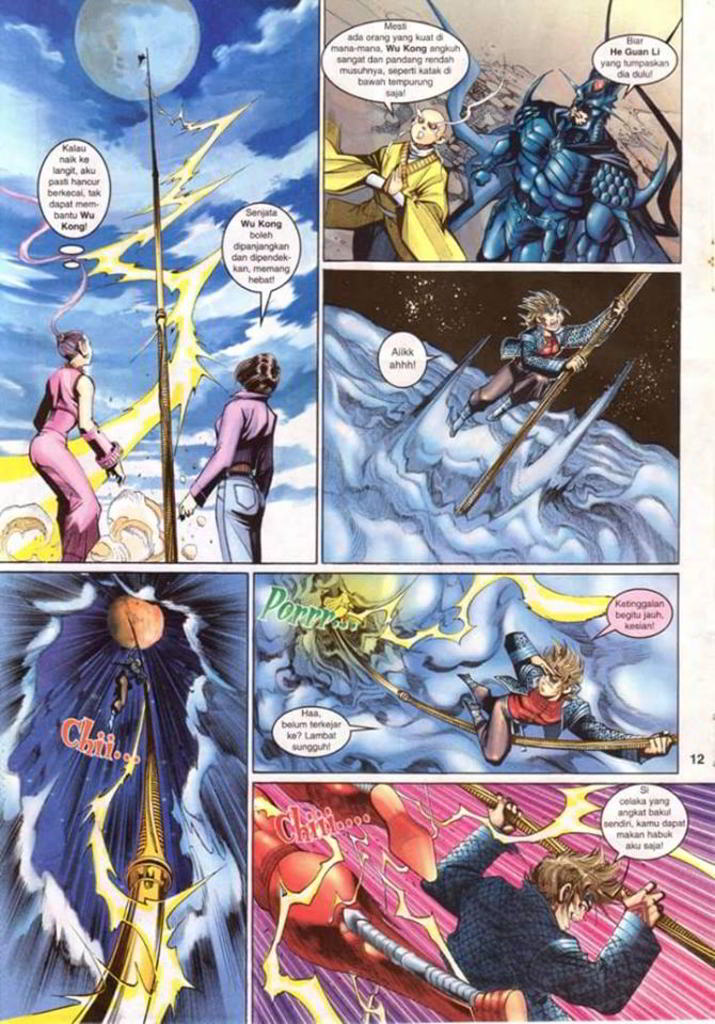 Kalau
naik ke
langit, aku
pasti hancur
berkecai, tak
dapat mem-
bantu Wu
Kong!
Senjata
Wu Kong
boleh
dipanjangkan
dan dipendek-
kan, memang
hebat!
Mesti
ada orang yang kuat di
mana-mana, Wu Kong angkuh
sangat dan pandang rendah
musuhnya, seperti katak di
bawah tempurung
saja!
Biar
He Guan Li
yang tumpaskan
dia dulu!
Aiikk
ahhh!
Chii...
Porrr...
Ketinggalan
begitu jauh,
kesian!
Haa,
belum terkejar
ke? Lambat
sungguh!
12
Chiii....
Si
celaka yang
angkat bakul
sendiri, kamu dapat
makan habuk
aku saja!